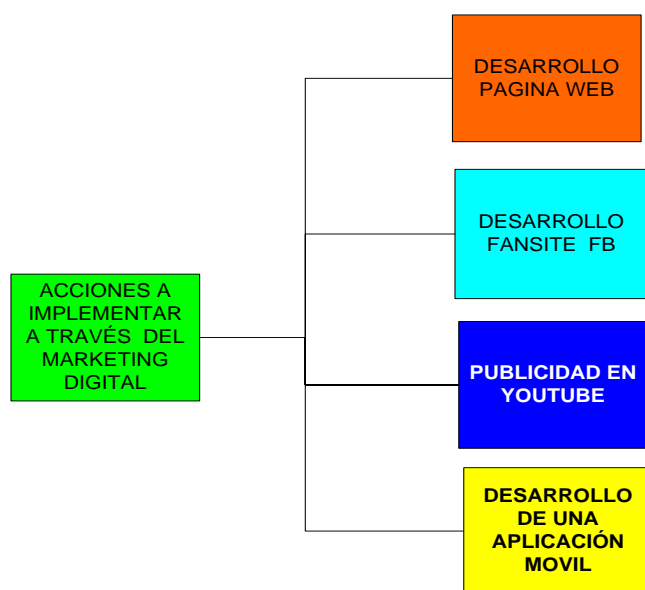 DESARROLLO
PAGINA WEB
DESARROLLO
FANSITE FB
ACCIONES A
IMPLEMENTAR
A TRAVÉS DEL
MARKETING
DIGITAL
PUBLICIDAD EN
YOUTUBE
DESARROLLO
DE UNA
APLICACIÓN
MOVIL